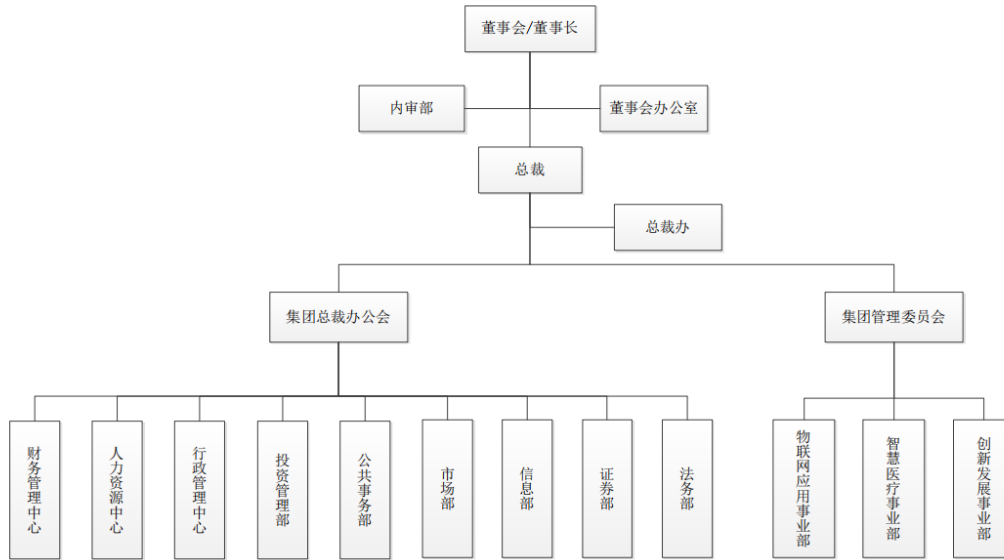 董事会/董事长
内审部
董事会办公室
总裁
总裁办
集团总裁办公会
集团管理委员会
财务管理中心
人力资源中心
行政管理中心
投资管理部
公共事务部
市场部
信息部
证券部
法务部
物联网应用事业部
智慧医疗事业部
创新发展事业部